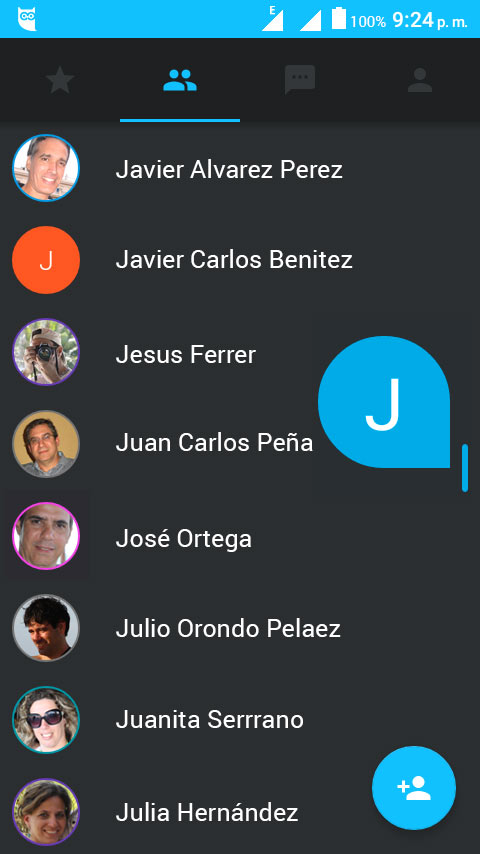 E
100% 9:24 p. m.
Javier Alvarez Perez
J
Javier Carlos Benitez
Jesus Ferrer
J
Juan Carlos Peña
José Ortega
Julio Orondo Pelaez
Juanita Serrrano
Julia Hernández